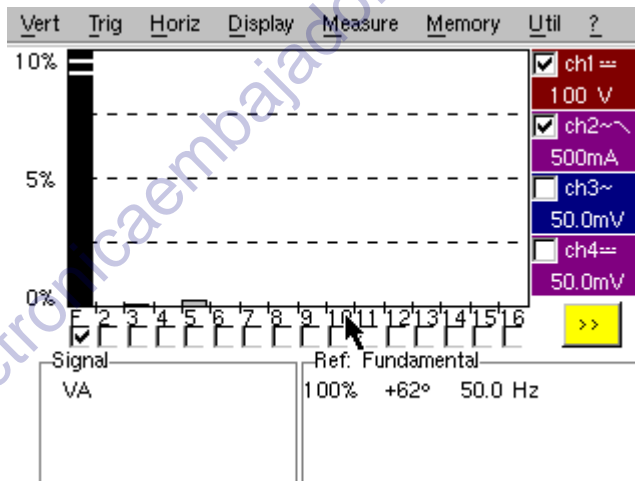 Vert Trig Horiz Display Measure Memory Util ?
10%
5%
0%
ch1
100 V
ch2~
500mA
ch3~
50.0mV
ch4
50.0mV
F 2 3 4 5 6 7 8 9 10 11 12 13 14 15 16
>>
Signal
VA
Ref: Fundamental
100% +62º 50.0 Hz
ectronicaembajado